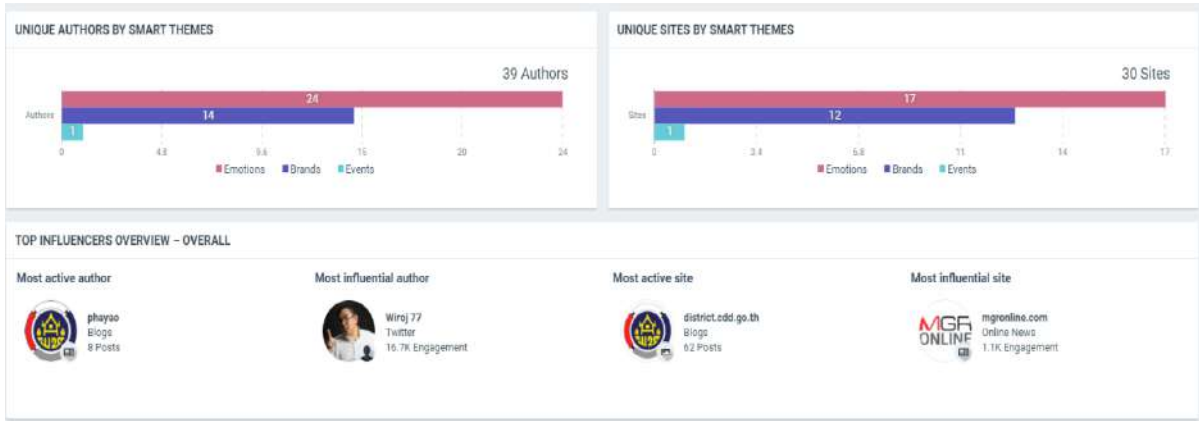 UNIQUE AUTHORS BY SMART THEMES
39 Authors
Authors
24
14
1
0 4.8 9.6 15 20 24
Emotions Brands Events
UNIQUE SITES BY SMART THEMES
30 Sites
Sites
17
12
1
0 3.4 6.8 11 14 17
Emotions Brands Events
TOP INFLUENCERS OVERVIEW – OVERALL
Most active author
phayao
Blogs
8 Posts
Most influential author
Wiroj 77
Twitter
16.7K Engagement
Most active site
district.cdd.go.th
Blogs
62 Posts
Most influential site
MGR
ONLINE
mgronline.com
Online News
1.1K Engagement